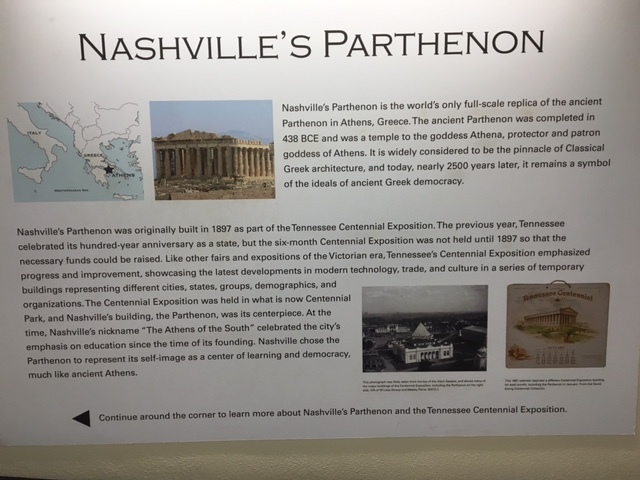 NASHVILLE'S PARTHENON
ITALY
GREECE
ATHENS
Mediterranean Sea
Nashville's Parthenon is the world's only full-scale replica of the ancient
Parthenon in Athens, Greece. The ancient Parthenon was completed in
438 BCE and was a temple to the goddess Athena, protector and patron
goddess of Athens. It is widely considered to be the pinnacle of Classical
Greek architecture, and today, nearly 2500 years later, it remains a symbol
of the ideals of ancient Greek democracy.
Nashville's Parthenon was originally built in 1897 as part of the Tennessee Centennial Exposition. The previous year, Tennessee
celebrated its hundred-year anniversary as a state, but the six-month Centennial Exposition was not held until 1897 so that the
necessary funds could be raised. Like other fairs and expositions of the Victorian era, Tennessee's Centennial Exposition emphasized
progress and improvement, showcasing the latest developments in modern technology, trade, and culture in a series of temporary
buildings representing different cities, states, groups, demographics, and
organizations. The Centennial Exposition was held in what is now Centennial
Park, and Nashville's building, the Parthenon, was its centerpiece. At the
time, Nashville's nickname "The Athens of the South" celebrated the city's
emphasis on education since the time of its founding. Nashville chose the
Parthenon to represent its self-image as a center of learning and democracy,
much like ancient Athens.
Tennessee Centennial
Continue around the corner to learn more about Nashville's Parthenon and the Tennessee Centennial Exposition.